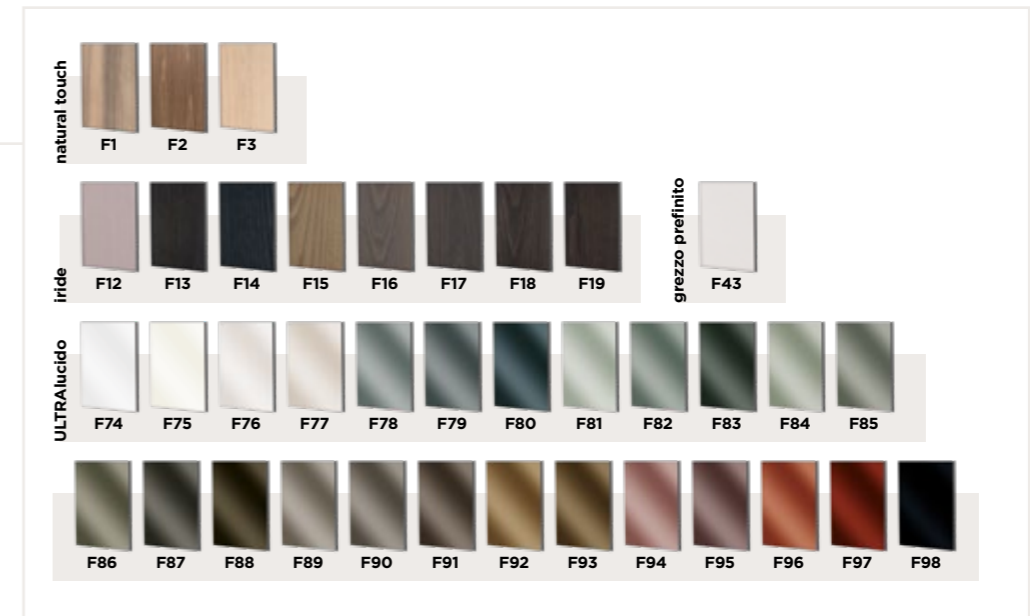 natural touch
F1 F2 F3
iride
F12 F13 F14 F15 F16 F17 F18 F19
grezzo prefinito
F43
ULTRAlucido
F74 F75 F76 F77 F78 F79 F80 F81 F82 F83 F84 F85
F86 F87 F88 F89 F90 F91 F92 F93 F94 F95 F96 F97 F98